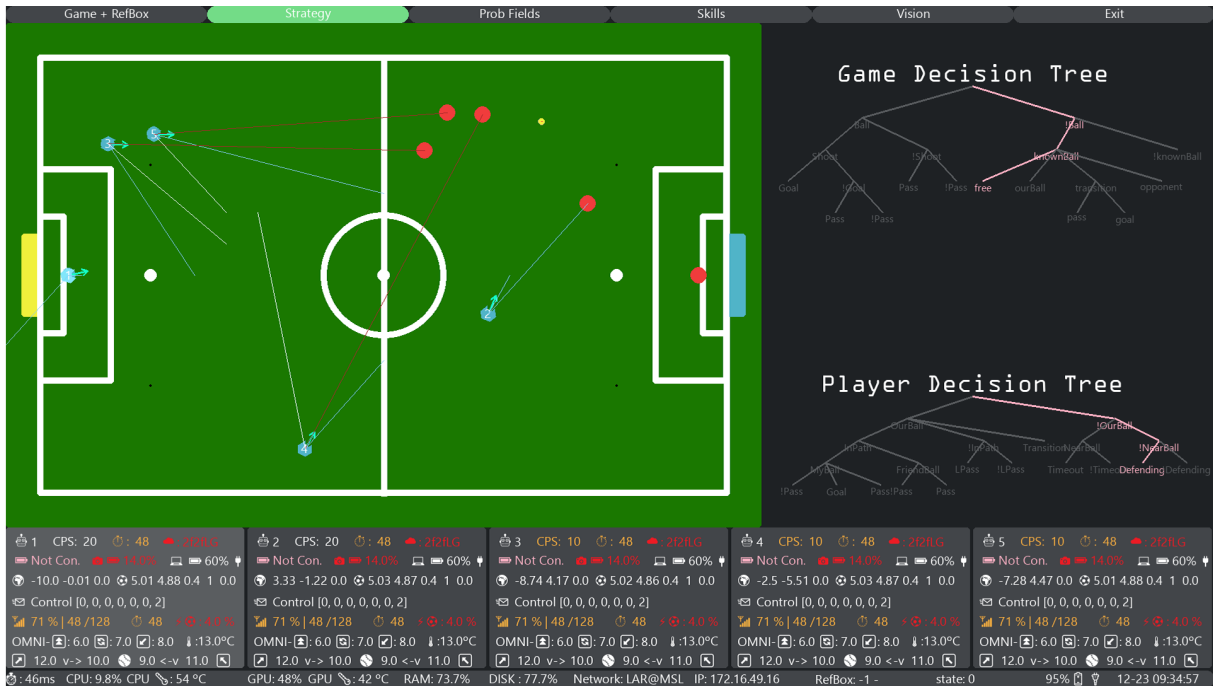 Game + RefBox Strategy Prob Fields Skills Vision Exit
Game Decision Tree
Ball !Ball
Shoot !Shoot knownBall !knownBall
Goal !Goal Pass !Pass free ourBall transition opponent
Pass !Pass pass goal
5
3
1
2
4
Player Decision Tree
OurBall !OurBall
InPath !InPath Transition NearBall !NearBall
MyBall FriendBall LPass !LPass Timeout !Timeout Defending !Defending
!Pass Goal Pass !Pass Pass
1 CPS: 20 : 48 :2f2fLG
Not Con. 14.0% 60%
-10.0 -0.01 0.0 5.01 4.88 0.4 1 0.0
Control [0, 0, 0, 0, 0, 0, 2]
71 % | 48 /128 48 : 4.0 %
OMNI- : 6.0 : 7.0 : 8.0 :13.0ºC
12.0 v-> 10.0 9.0 <-v 11.0
2 CPS: 20 : 48 :2f2fLG
Not Con. 14.0% 60%
3.33 -1.22 0.0 5.03 4.87 0.4 1 0.0
Control [0, 0, 0, 0, 0, 0, 2]
71 % | 48 /128 48 : 4.0 %
OMNI- : 6.0 : 7.0 : 8.0 :13.0ºC
12.0 v-> 10.0 9.0 <-v 11.0
3 CPS: 10 : 48 :2f2fLG
Not Con. 14.0% 60%
-8.74 4.17 0.0 5.02 4.86 0.4 1 0.0
Control [0, 0, 0, 0, 0, 0, 2]
71 % | 48 /128 48 : 4.0 %
OMNI- : 6.0 : 7.0 : 8.0 :13.0ºC
12.0 v-> 10.0 9.0 <-v 11.0
4 CPS: 10 : 48 :2f2fLG
Not Con. 14.0% 60%
-2.5 -5.51 0.0 5.03 4.87 0.4 1 0.0
Control [0, 0, 0, 0, 0, 0, 2]
71 % | 48 /128 48 : 4.0 %
OMNI- : 6.0 : 7.0 : 8.0 :13.0ºC
12.0 v-> 10.0 9.0 <-v 11.0
5 CPS: 10 : 48 :2f2fLG
Not Con. 14.0% 60%
-7.28 4.47 0.0 5.01 4.88 0.4 1 0.0
Control [0, 0, 0, 0, 0, 0, 2]
71 % | 48 /128 48 : 4.0 %
OMNI- : 6.0 : 7.0 : 8.0 :13.0ºC
12.0 v-> 10.0 9.0 <-v 11.0
: 46ms CPU: 9.8% CPU : 54 ºC GPU: 48% GPU : 42 ºC RAM: 73.7% DISK : 77.7% Network: LAR@MSL IP: 172.16.49.16 RefBox: -1 - state: 0 95% 12-23 09:34:57